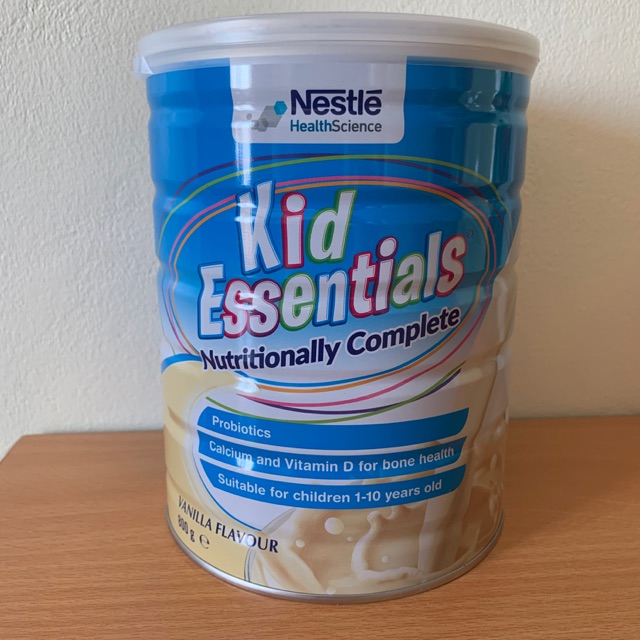 Nestlé
HealthScience
Kid
Essentials
Nutritionally Complete
Probiotics
Calcium and Vitamin D for bone health
Suitable for children 1-10 years old
VANILLA FLAVOUR
800 g ℮